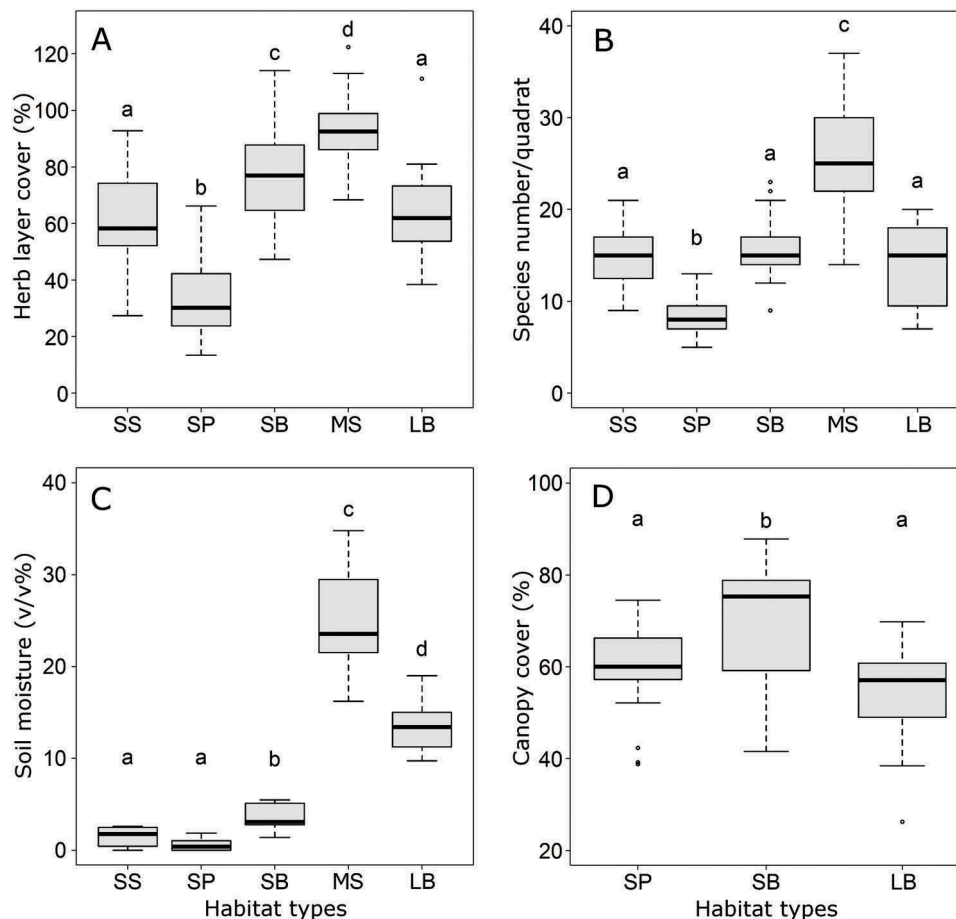 A
Herb layer cover (%)
120
100
80
60
40
20
0
a
b
c
d
a
SS SP SB MS LB
B
Species number/quadrat
40
30
20
10
0
a
b
a
c
a
SS SP SB MS LB
C
Soil moisture (v/v%)
40
30
20
10
0
a
a
b
c
d
SS SP SB MS LB
Habitat types
D
Canopy cover (%)
100
80
60
40
20
a
b
a
SP SB LB
Habitat types